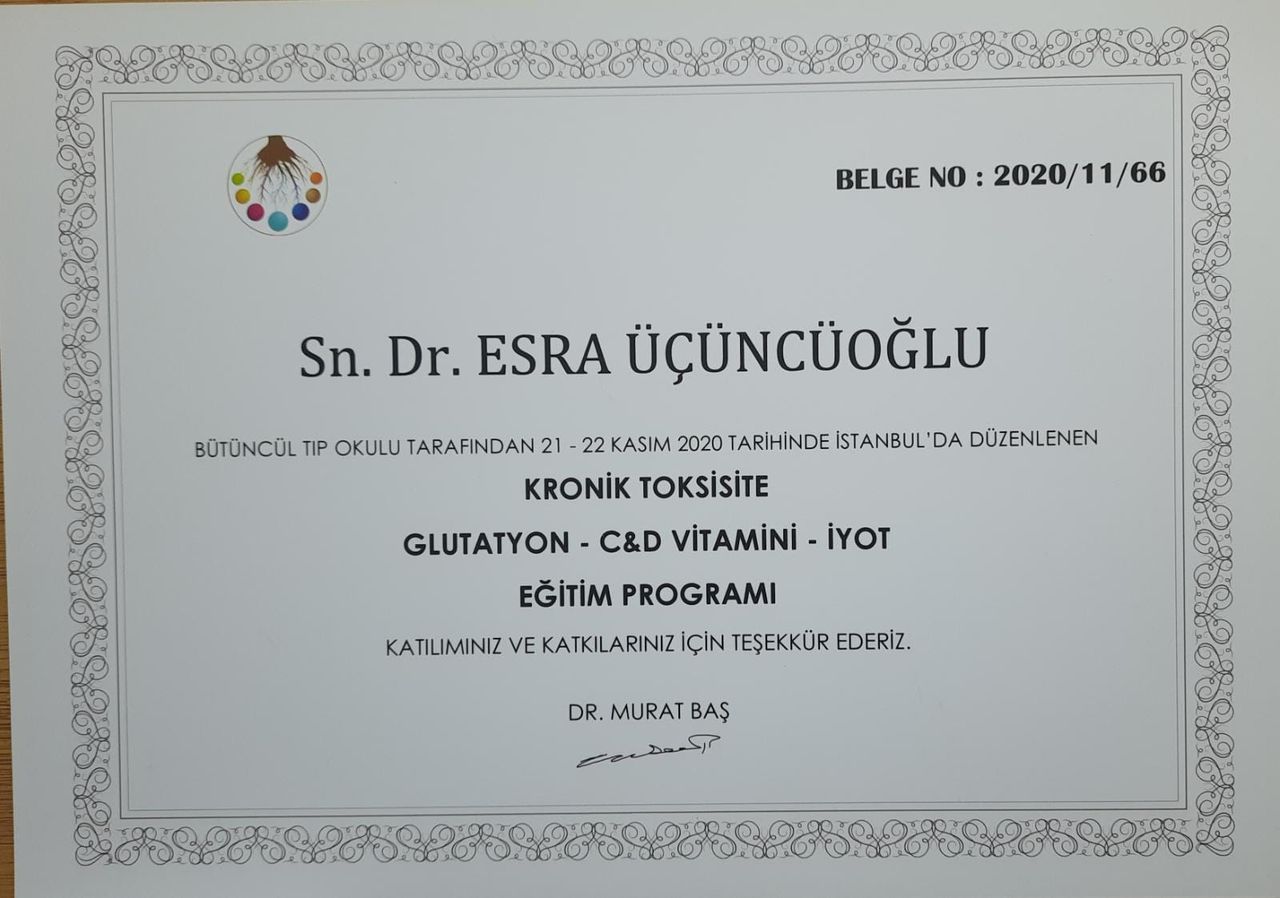 BELGE NO : 2020/11/66
Sn. Dr. ESRA ÜÇÜNCÜOĞLU
BÜTÜNCÜL TIP OKULU TARAFINDAN 21 - 22 KASIM 2020 TARİHİNDE İSTANBUL'DA DÜZENLENEN
KRONİK TOKSİSİTE
GLUTATYON - C&D VİTAMİNİ - İYOT
EĞİTİM PROGRAMI
KATILIMINIZ VE KATKILARINIZ İÇİN TEŞEKKÜR EDERİZ.
DR. MURAT BAŞ